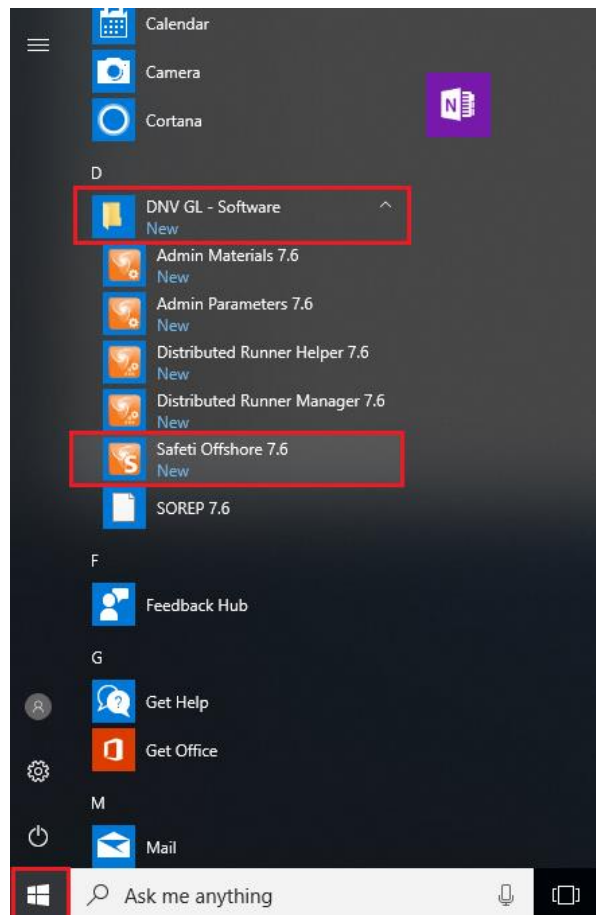 Calendar
Camera
Cortana
N
D
DNV GL - Software
New
Admin Materials 7.6
New
Admin Parameters 7.6
New
Distributed Runner Helper 7.6
New
Distributed Runner Manager 7.6
New
Safeti Offshore 7.6
New
SOREP 7.6
F
Feedback Hub
G
Get Help
Get Office
M
Mail
Ask me anything